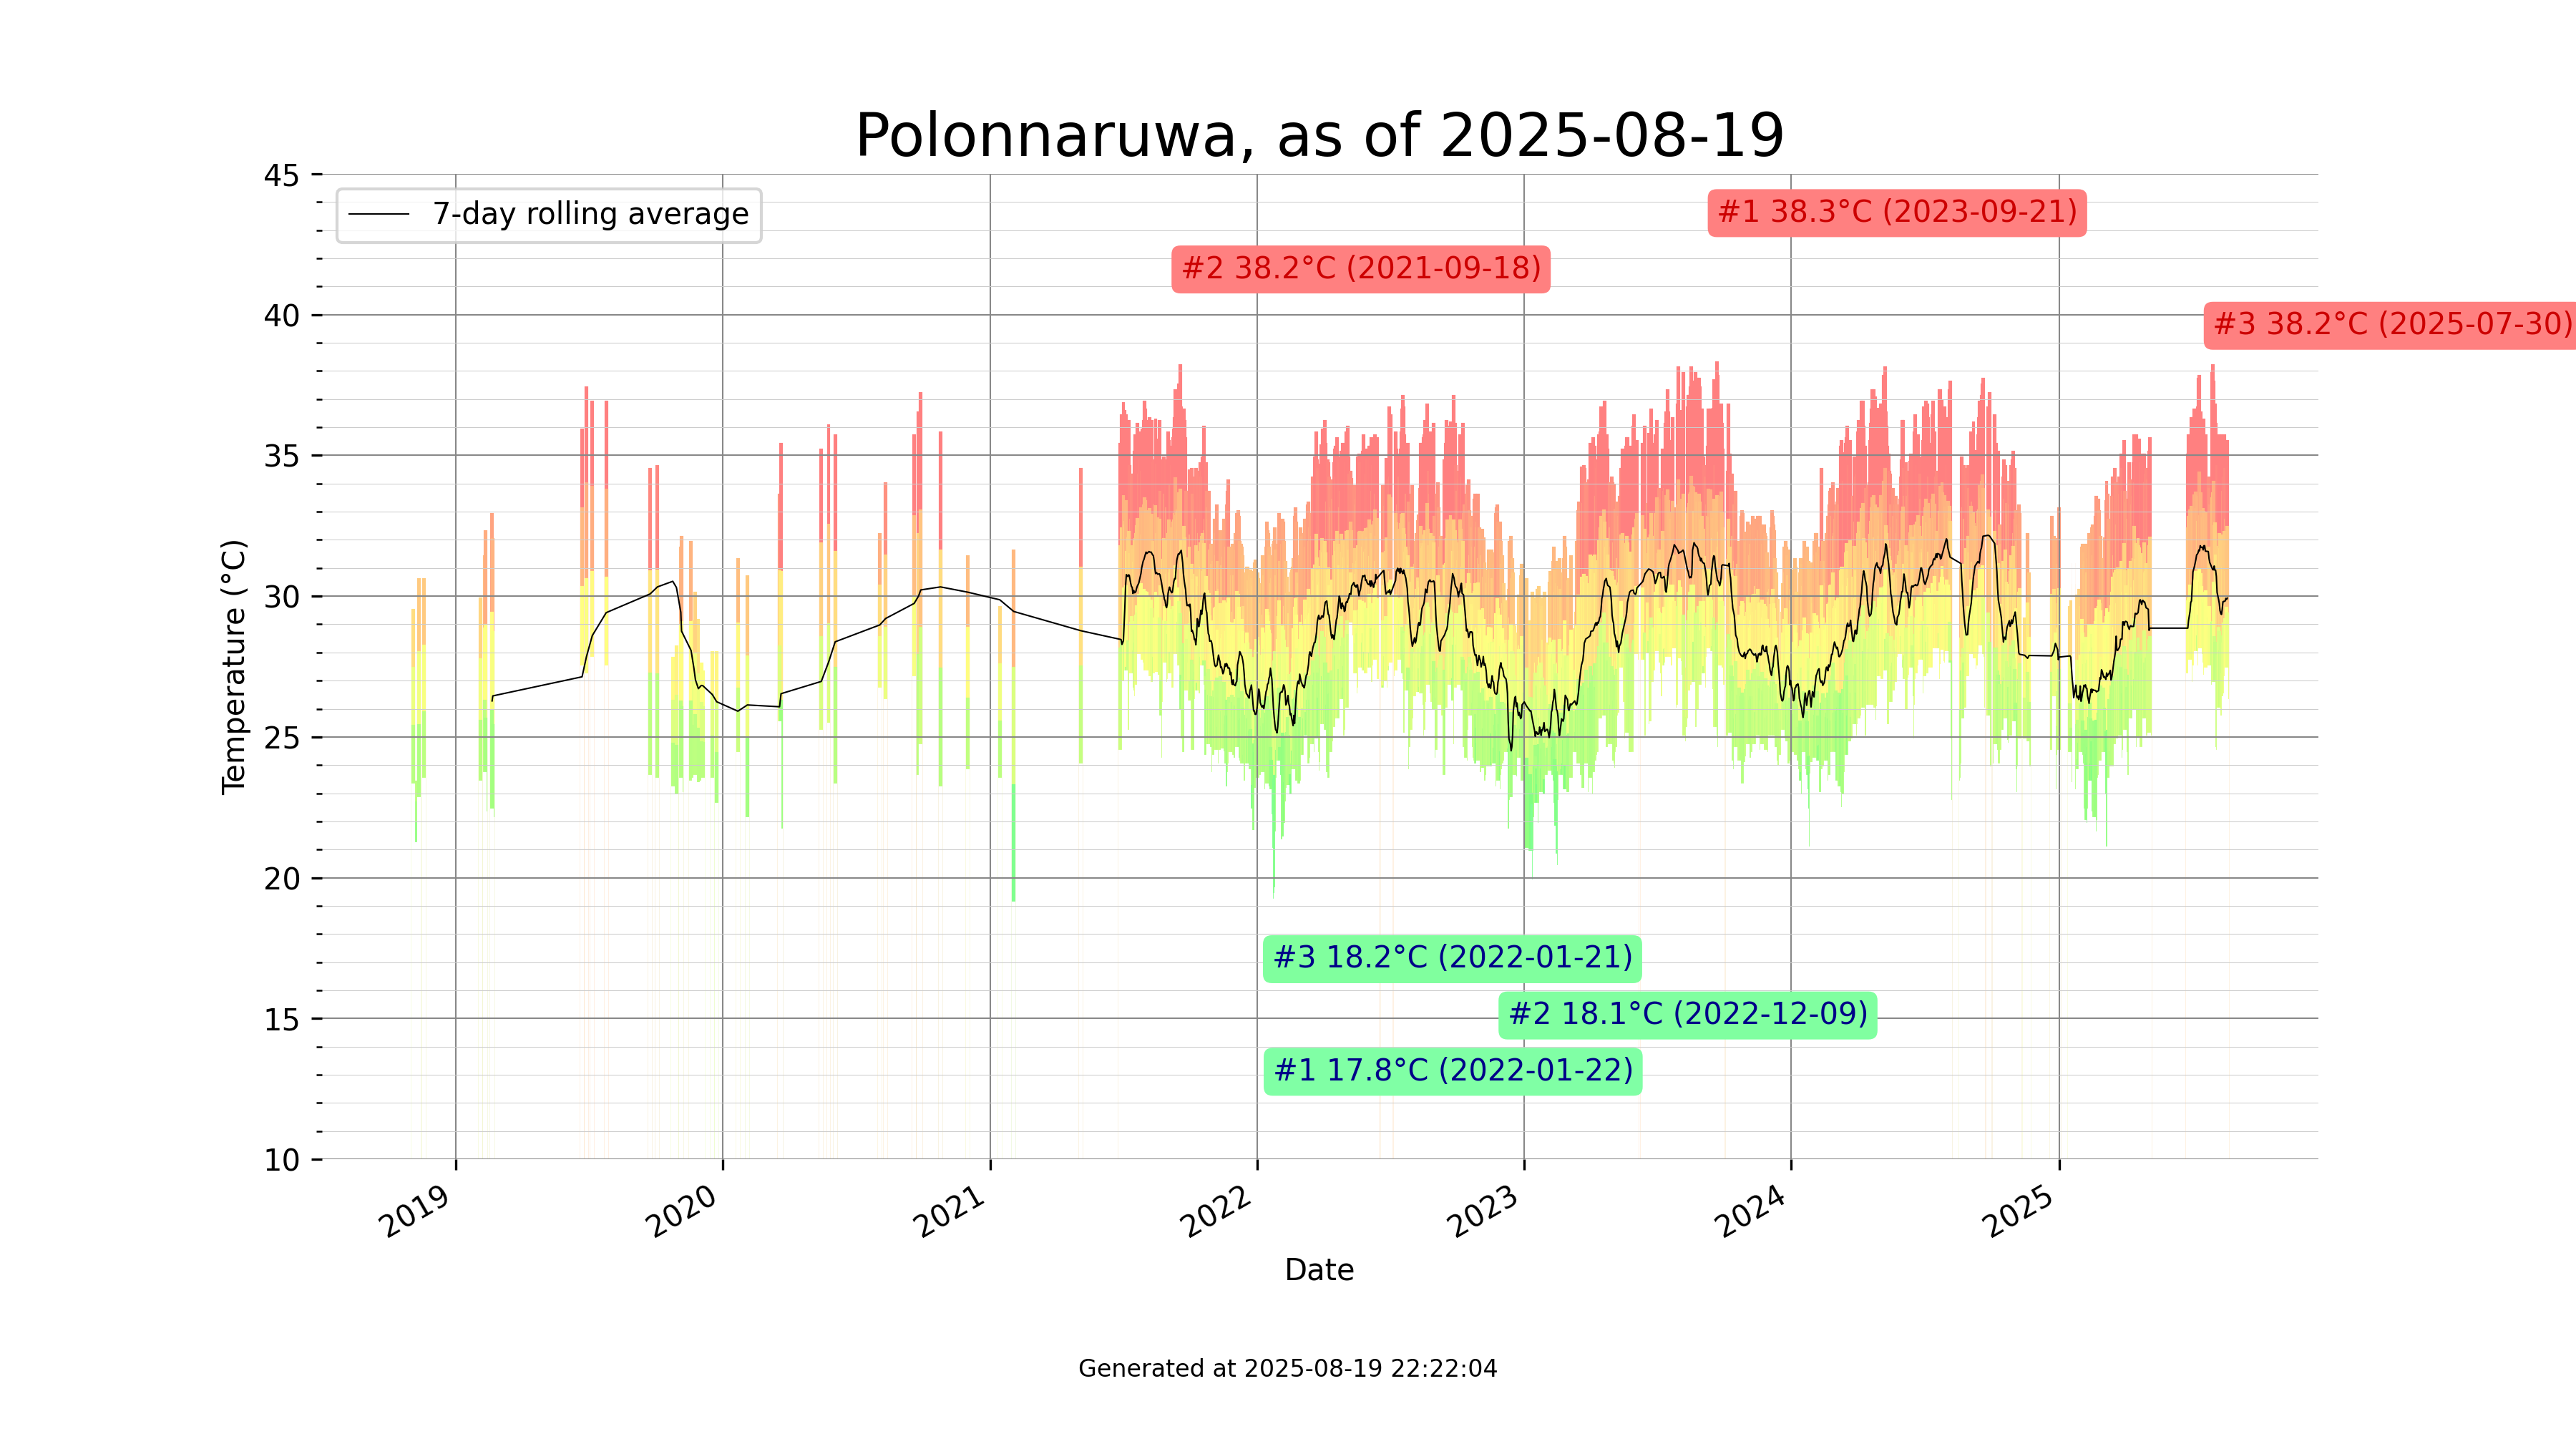 Polonnaruwa, as of 2025-08-19
45
40
35
30
25
20
15
10
Temperature (°C)
7-day rolling average
#1 38.3°C (2023-09-21)
#2 38.2°C (2021-09-18)
#3 38.2°C (2025-07-30)
#3 18.2°C (2022-01-21)
#2 18.1°C (2022-12-09)
#1 17.8°C (2022-01-22)
2019
2020
2021
2022
2023
2024
2025
Date
Generated at 2025-08-19 22:22:04